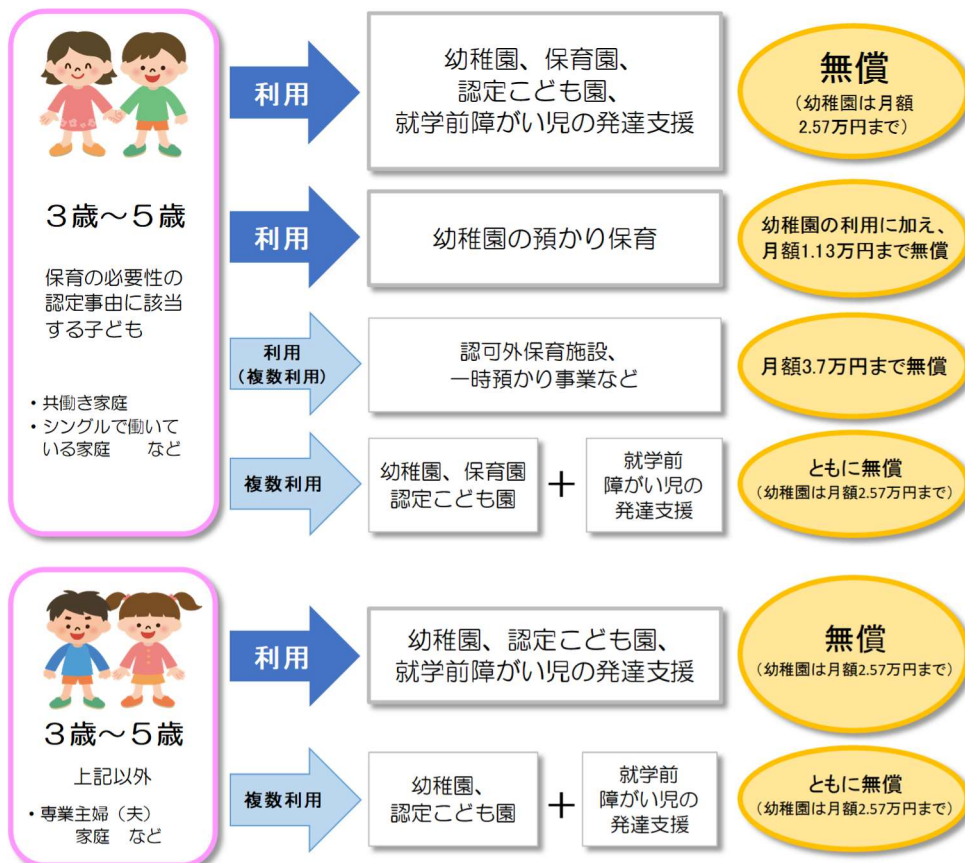 ３歳～５歳
保育の必要性の
認定事由に該当
する子ども
・共働き家庭
・シングルで働いて
いる家庭　など
利用
幼稚園、保育園、
認定こども園、
就学前障がい児の発達支援
無償
（幼稚園は月額
2.57万円まで）
利用
幼稚園の預かり保育
幼稚園の利用に加え、
月額1.13万円まで無償
利用
（複数利用）
認可外保育施設、
一時預かり事業など
月額3.7万円まで無償
複数利用
幼稚園、保育園
認定こども園
＋
就学前
障がい児の
発達支援
ともに無償
（幼稚園は月額2.57万円まで）
３歳～５歳
上記以外
・専業主婦（夫）
家庭　など
利用
幼稚園、認定こども園、
就学前障がい児の発達支援
無償
（幼稚園は月額2.57万円まで）
複数利用
幼稚園、
認定こども園
＋
就学前
障がい児の
発達支援
ともに無償
（幼稚園は月額2.57万円まで）